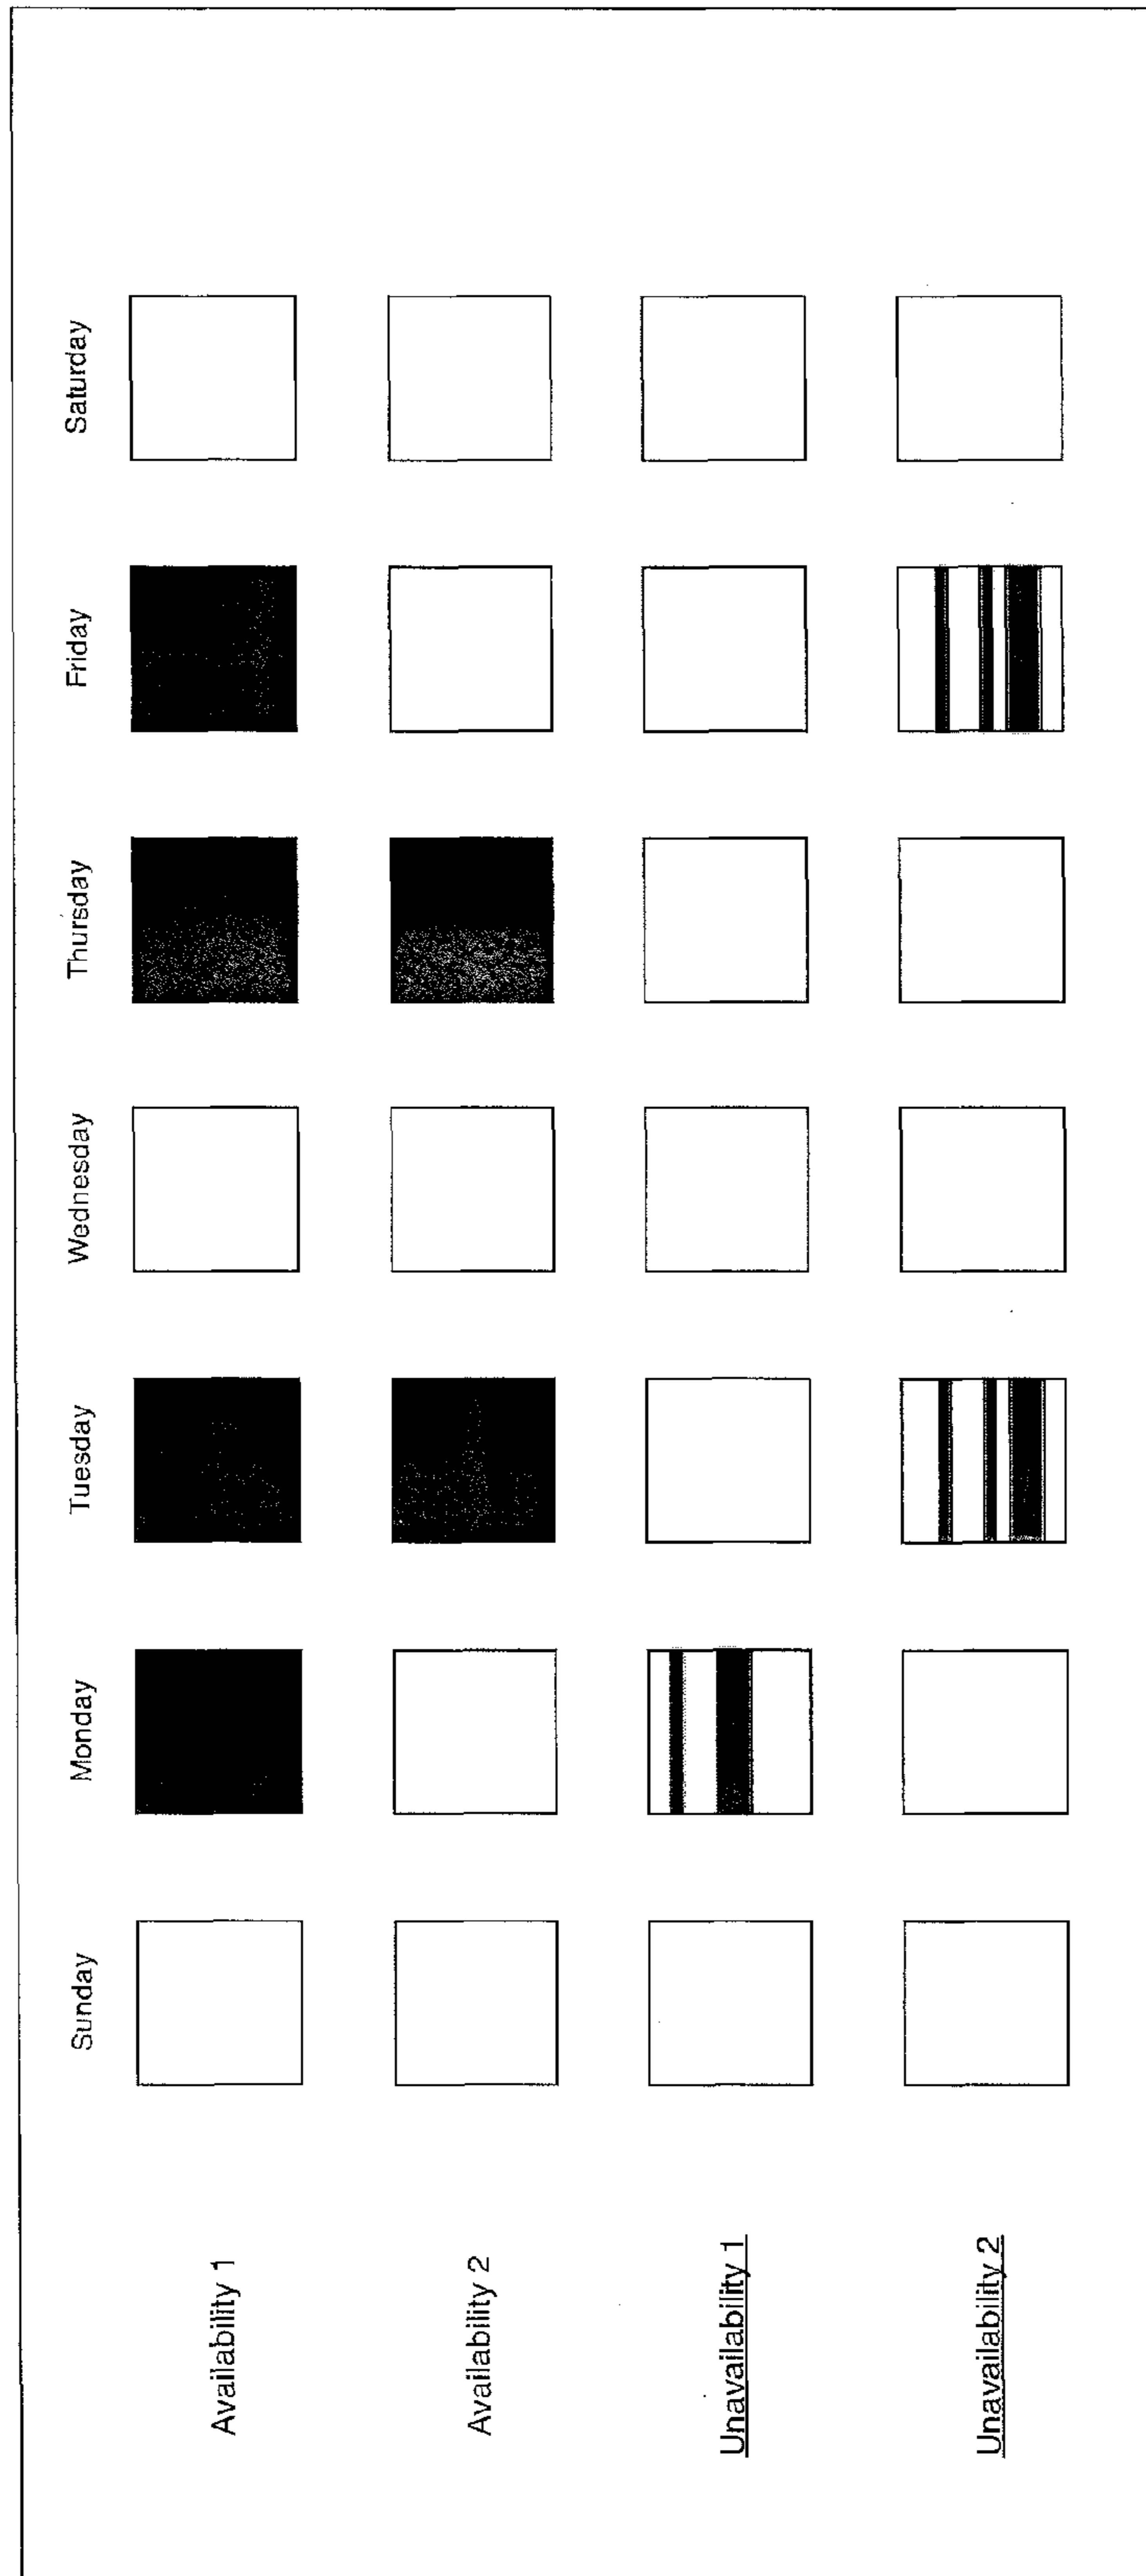 Sunday Monday Tuesday Wednesday Thursday Friday Saturday
Availability 1
Availability 2
Unavailability 1
Unavailability 2